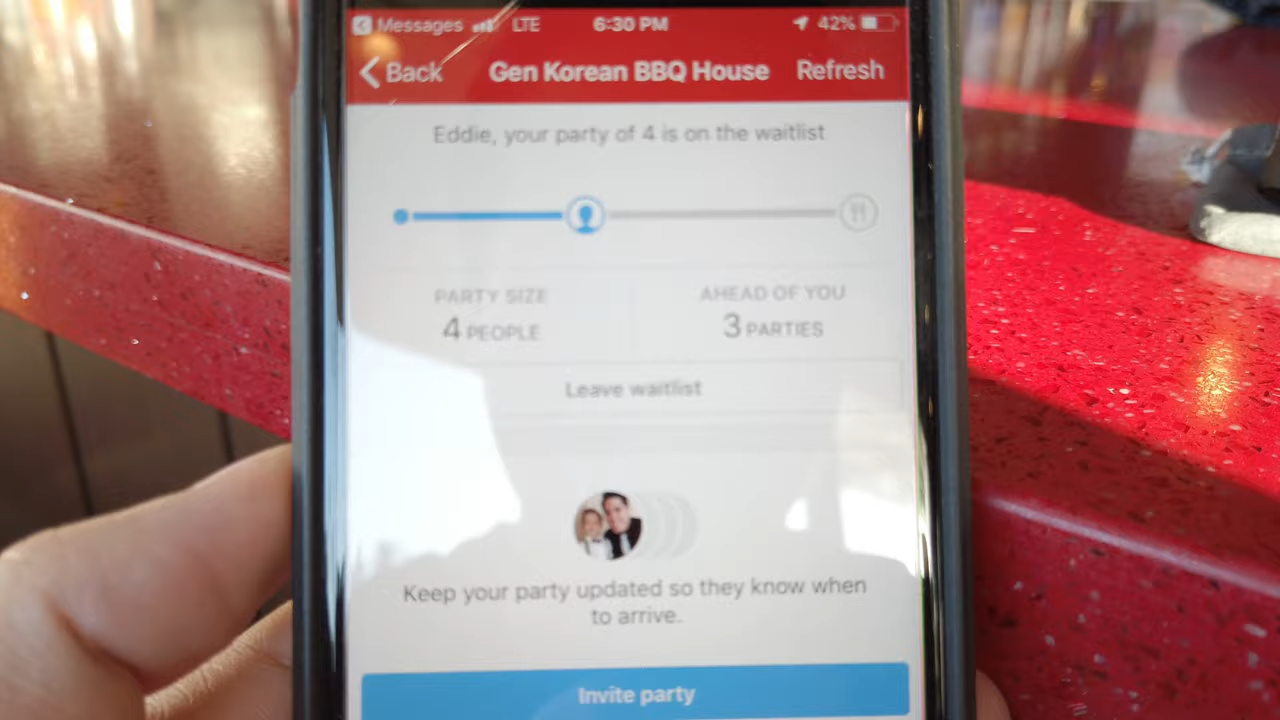 Messages LTE 6:30 PM 42%
Back Gen Korean BBQ House Refresh
Eddie, your party of 4 is on the waitlist
PARTY SIZE AHEAD OF YOU
4 PEOPLE 3 PARTIES
Leave waitlist
Keep your party updated so they know when
to arrive.
Invite party